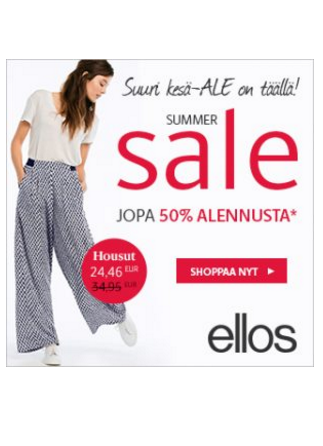 Suuri kesä-ALE on täällä!
SUMMER
sale
JOPA 50% ALENNUSTA*
Housut
24,46 EUR
34,95 EUR
SHOPPAA NYT
ellos